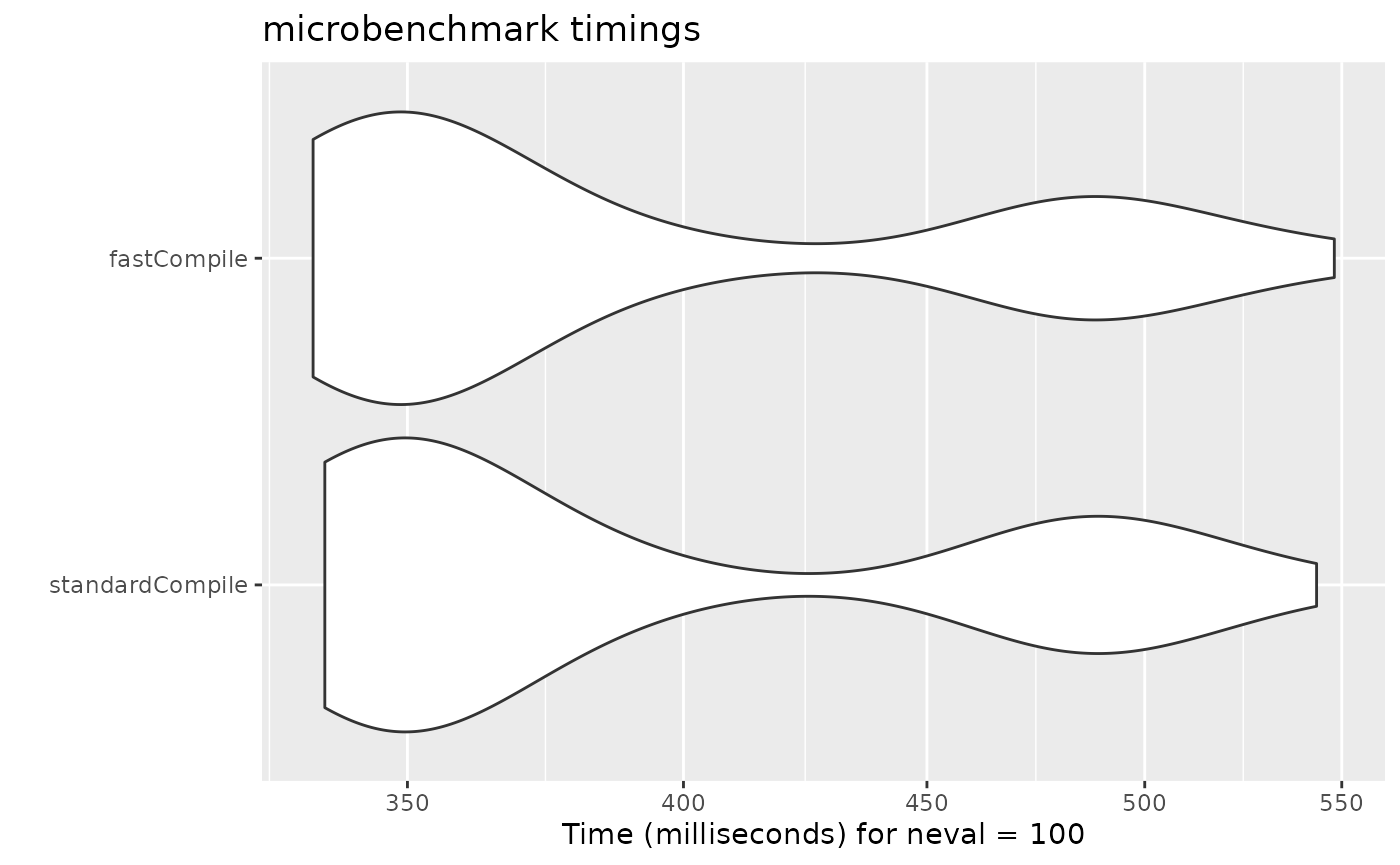 microbenchmark timings
fastCompile
standardCompile
350 400 450 500 550
Time (milliseconds) for neval = 100